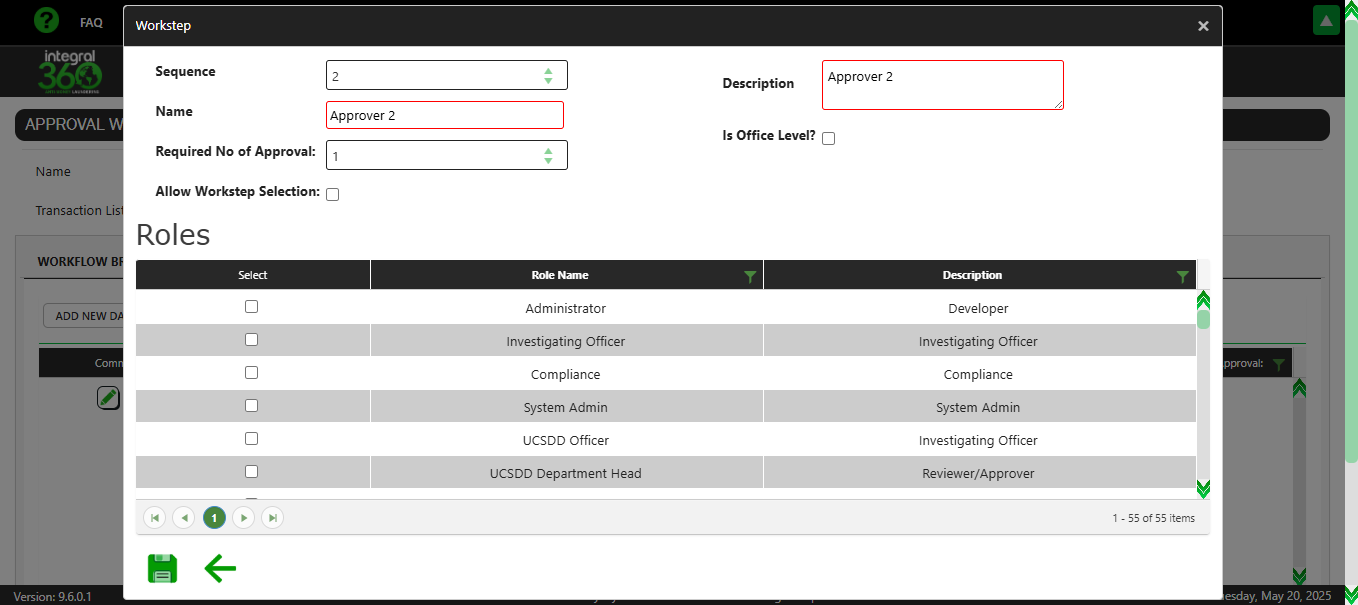 ? FAQ
Workstep ×
integral
360
APPROVAL W
Name
Transaction List
WORKFLOW BR
ADD NEW DA
Comm
pproval:
Sequence 2
Description Approver 2
Name Approver 2
Is Office Level?
Required No of Approval: 1
Allow Workstep Selection:
Roles
Select Role Name Description
Administrator Developer
Investigating Officer Investigating Officer
Compliance Compliance
System Admin System Admin
UCSDD Officer Investigating Officer
UCSDD Department Head Reviewer/Approver
1 1 - 55 of 55 items
Version: 9.6.0.1 esday, May 20, 2025